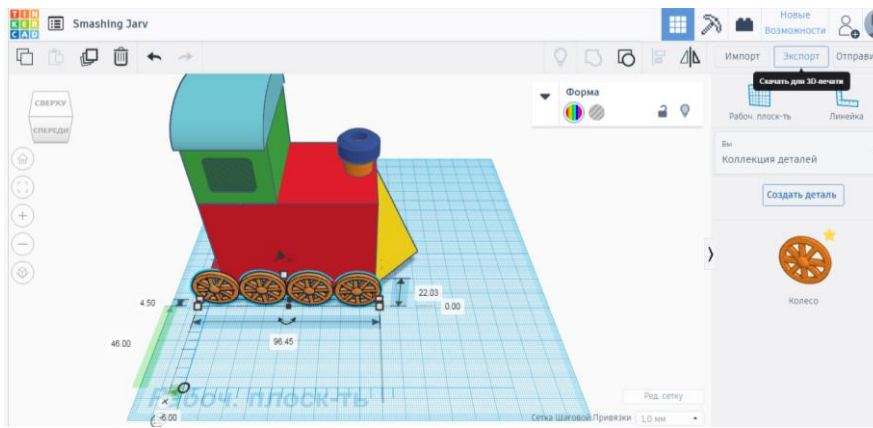 TIN
KER
CAD
Smashing Jarv
Новые
Возможности
Импорт
Экспорт
Отправи
Скачать для 3D-печати
СВЕРХУ
СПЕРЕДИ
Форма
Рабоч. плоск-ть
Линейка
Вы
Коллекция деталей
Создать деталь
Колесо
4.50
22.03
0.00
46.00
96.45
Рабоч. плоск-ть
-6.00
Ред. сетку
Сетка Шаговой Привязки
1,0 мм